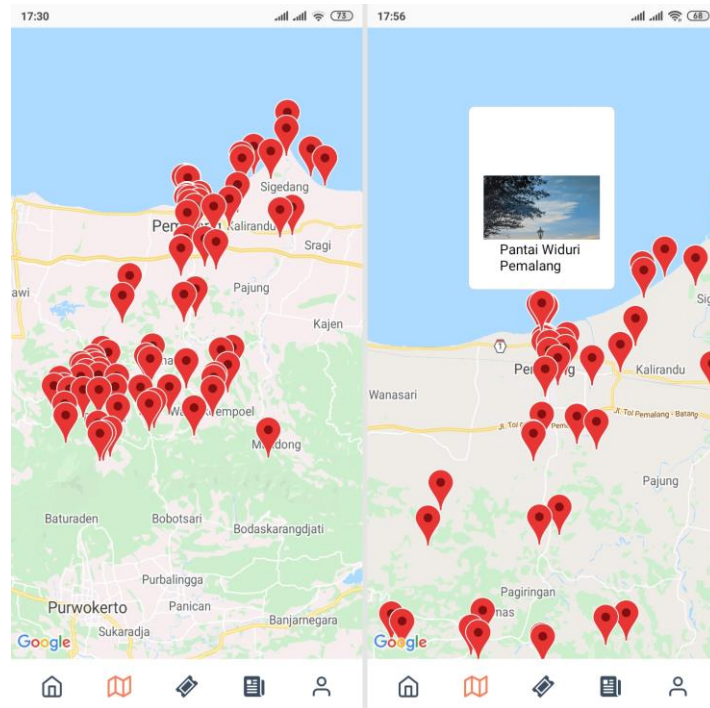 17:30
73
Sigedang
Kalirandu
Sragi
Pajung
Kajen
Baturaden
Bobotsari
Bodaskarangdjati
Purbalingga
Purwokerto
Panican
Sukaradja
Banjarnegara
Google
17:56
68
Pantai Widuri
Pemalang
1
Kalirandu
Wanasari
Jl. Tol Pemalang - Batang
Pajung
Pagiringan
Google